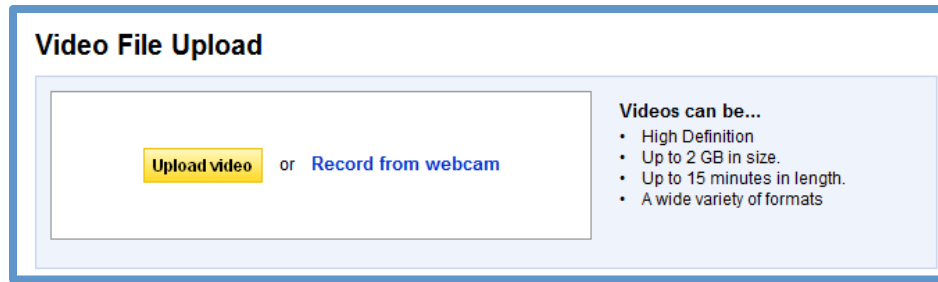 Video File Upload
Upload video or Record from webcam
Videos can be...
• High Definition
• Up to 2 GB in size.
• Up to 15 minutes in length.
• A wide variety of formats